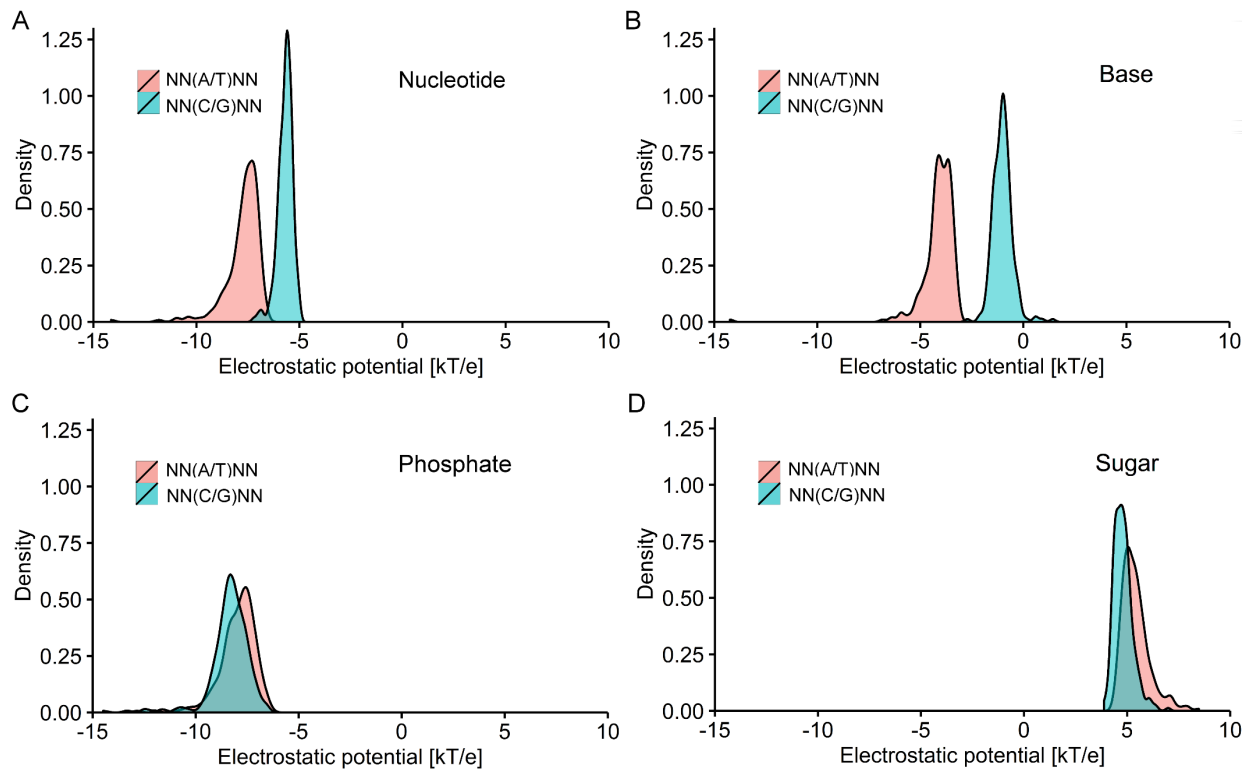 A
1.25
1.00
0.75
0.50
0.25
0.00
Density
NN(A/T)NN
NN(C/G)NN
Nucleotide
-15 -10 -5 0 5 10
Electrostatic potential [kT/e]
B
1.25
1.00
0.75
0.50
0.25
0.00
Density
NN(A/T)NN
NN(C/G)NN
Base
-15 -10 -5 0 5 10
Electrostatic potential [kT/e]
C
1.25
1.00
0.75
0.50
0.25
0.00
Density
NN(A/T)NN
NN(C/G)NN
Phosphate
-15 -10 -5 0 5 10
Electrostatic potential [kT/e]
D
1.25
1.00
0.75
0.50
0.25
0.00
Density
NN(A/T)NN
NN(C/G)NN
Sugar
-15 -10 -5 0 5 10
Electrostatic potential [kT/e]